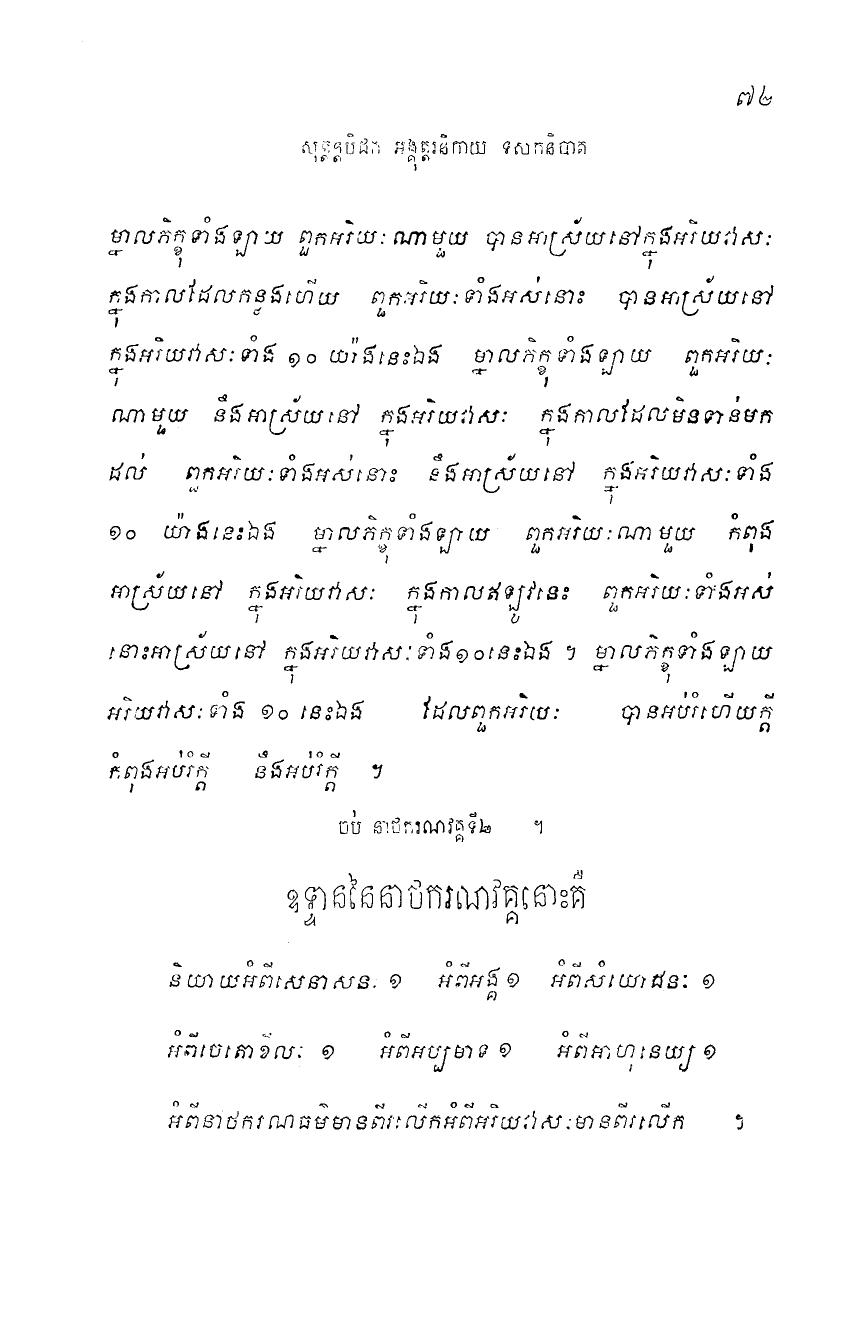 ៧២
សុត្តន្តបិដក អង្គុត្តរនិកាយ ទសកនិបាត
ម្នាលភិក្ខុទាំងឡាយ ពួកអរិយៈណាមួយ បានអាស្រ័យនៅក្នុងអរិយវាសៈ
ក្នុងកាលដែលកន្លងហើយ ពួកអរិយៈទាំងអស់នោះ បានអាស្រ័យនៅ
ក្នុងអរិយវាសៈទាំង ១០ យ៉ាងនេះឯង ម្នាលភិក្ខុទាំងឡាយ ពួកអរិយៈ
ណាមួយ នឹងអាស្រ័យនៅ ក្នុងអរិយវាសៈ ក្នុងកាលដែលមិនទាន់មក
ដល់ ពួកអរិយៈទាំងអស់នោះ នឹងអាស្រ័យនៅ ក្នុងអរិយវាសៈទាំង
១០ យ៉ាងនេះឯង ម្នាលភិក្ខុទាំងឡាយ ពួកអរិយៈណាមួយ កំពុង
អាស្រ័យនៅ ក្នុងអរិយវាសៈ ក្នុងកាលឥឡូវនេះ ពួកអរិយៈទាំងអស់
នោះអាស្រ័យនៅ ក្នុងអរិយវាសៈទាំង១០នេះឯង ។ ម្នាលភិក្ខុទាំងឡាយ
អរិយវាសៈទាំង ១០ នេះឯង ដែលពួកអរិយៈ បានអប់រំហើយក្តី
កំពុងអប់រំក្តី នឹងអប់រំក្តី ។
ចប់ នាថករណវគ្គទី២ ។
ឧទ្ទាននៃនាថករណវគ្គនោះគឺ
និយាយអំពីសេនាសនៈ ១ អំពីអង្គ ១ អំពីសំយោជនៈ ១
អំពីចេតោខីលៈ ១ អំពីអប្បមាទ ១ អំពីអាហុនេយ្យ ១
អំពីនាថករណធម៌មានពីរលើកអំពីអរិយវាសៈមានពីរលើក ។